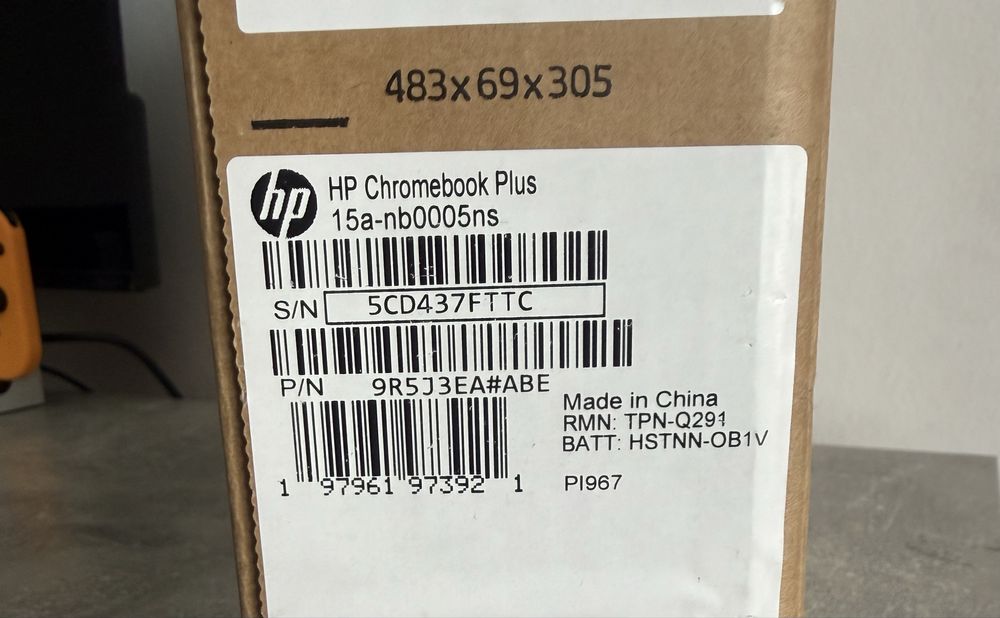 483x69x305
hp
HP Chromebook Plus
15a-nb0005ns
S/N 5CD437FTTC
P/N 9R5J3EA#ABE
Made in China
RMN: TPN-Q291
BATT: HSTNN-OB1V
1 97961 97392 1
PI967